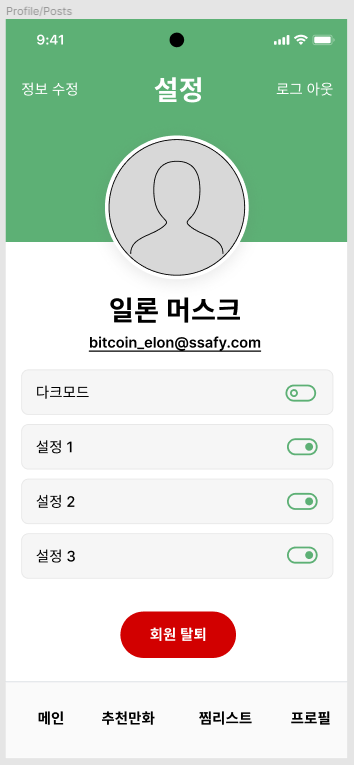 Profile/Posts
9:41
정보 수정
설정
로그 아웃
일론 머스크
bitcoin_elon@ssafy.com
다크모드
설정 1
설정 2
설정 3
회원 탈퇴
메인
추천만화
찜리스트
프로필